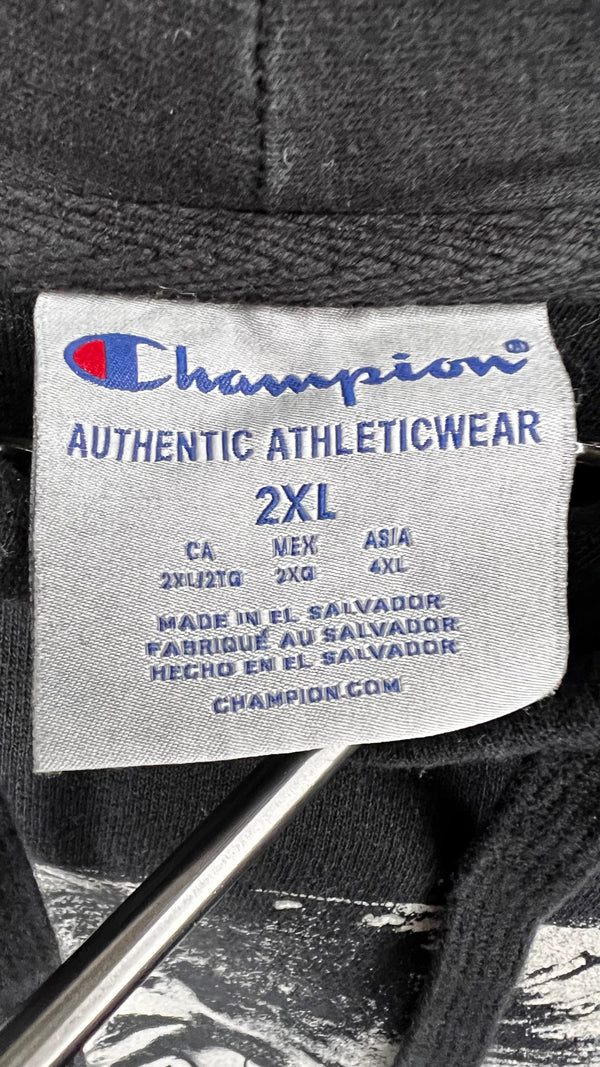 Champion®
AUTHENTIC ATHLETICWEAR
2XL
CA MEX ASIA
2XL/2TG 2XG 4XL
MADE IN EL SALVADOR
FABRIQUÉ AU SALVADOR
HECHO EN EL SALVADOR
CHAMPION.COM